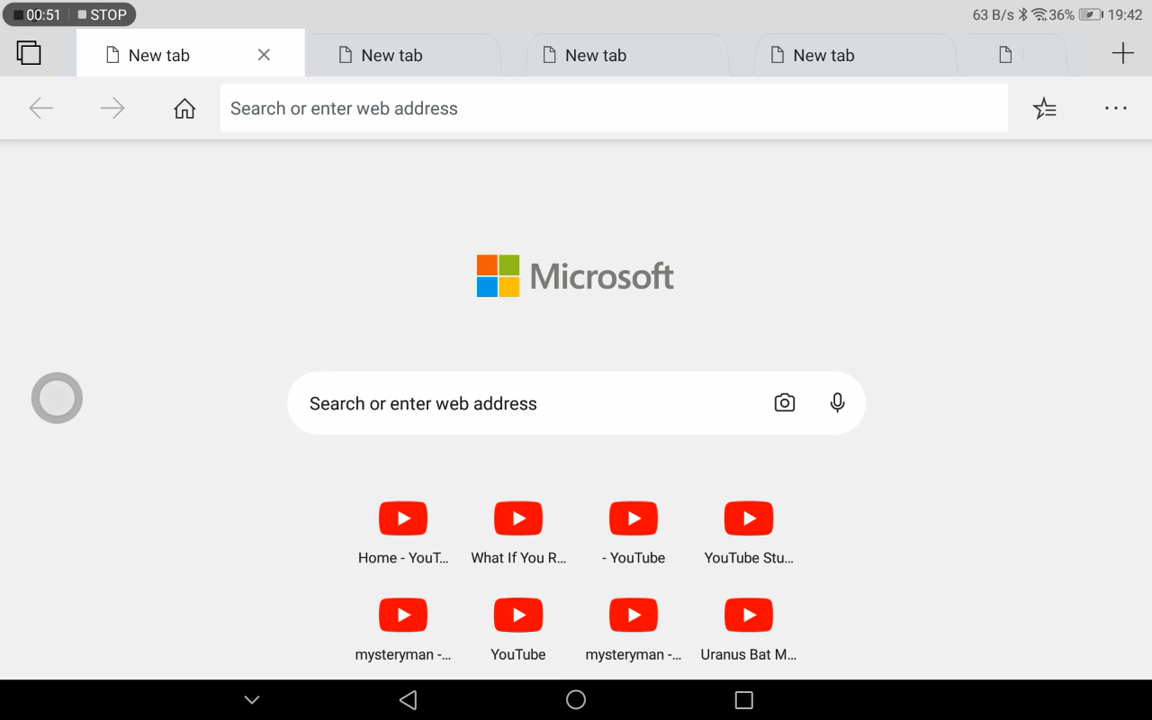 00:51 STOP 63 B/s 36% 19:42
New tab New tab New tab New tab
Search or enter web address
Microsoft
Search or enter web address
Home - YouT... What If You R... - YouTube YouTube Stu...
mysteryman -... YouTube mysteryman -... Uranus Bat M...